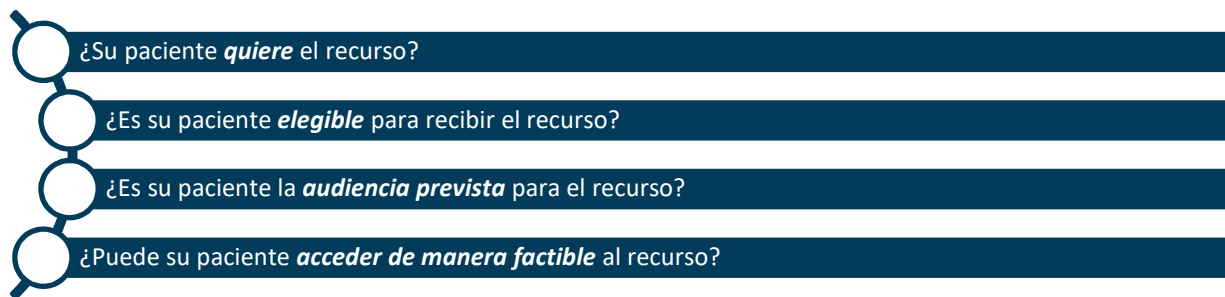 ¿Su paciente quiere el recurso?
¿Es su paciente elegible para recibir el recurso?
¿Es su paciente la audiencia prevista para el recurso?
¿Puede su paciente acceder de manera factible al recurso?